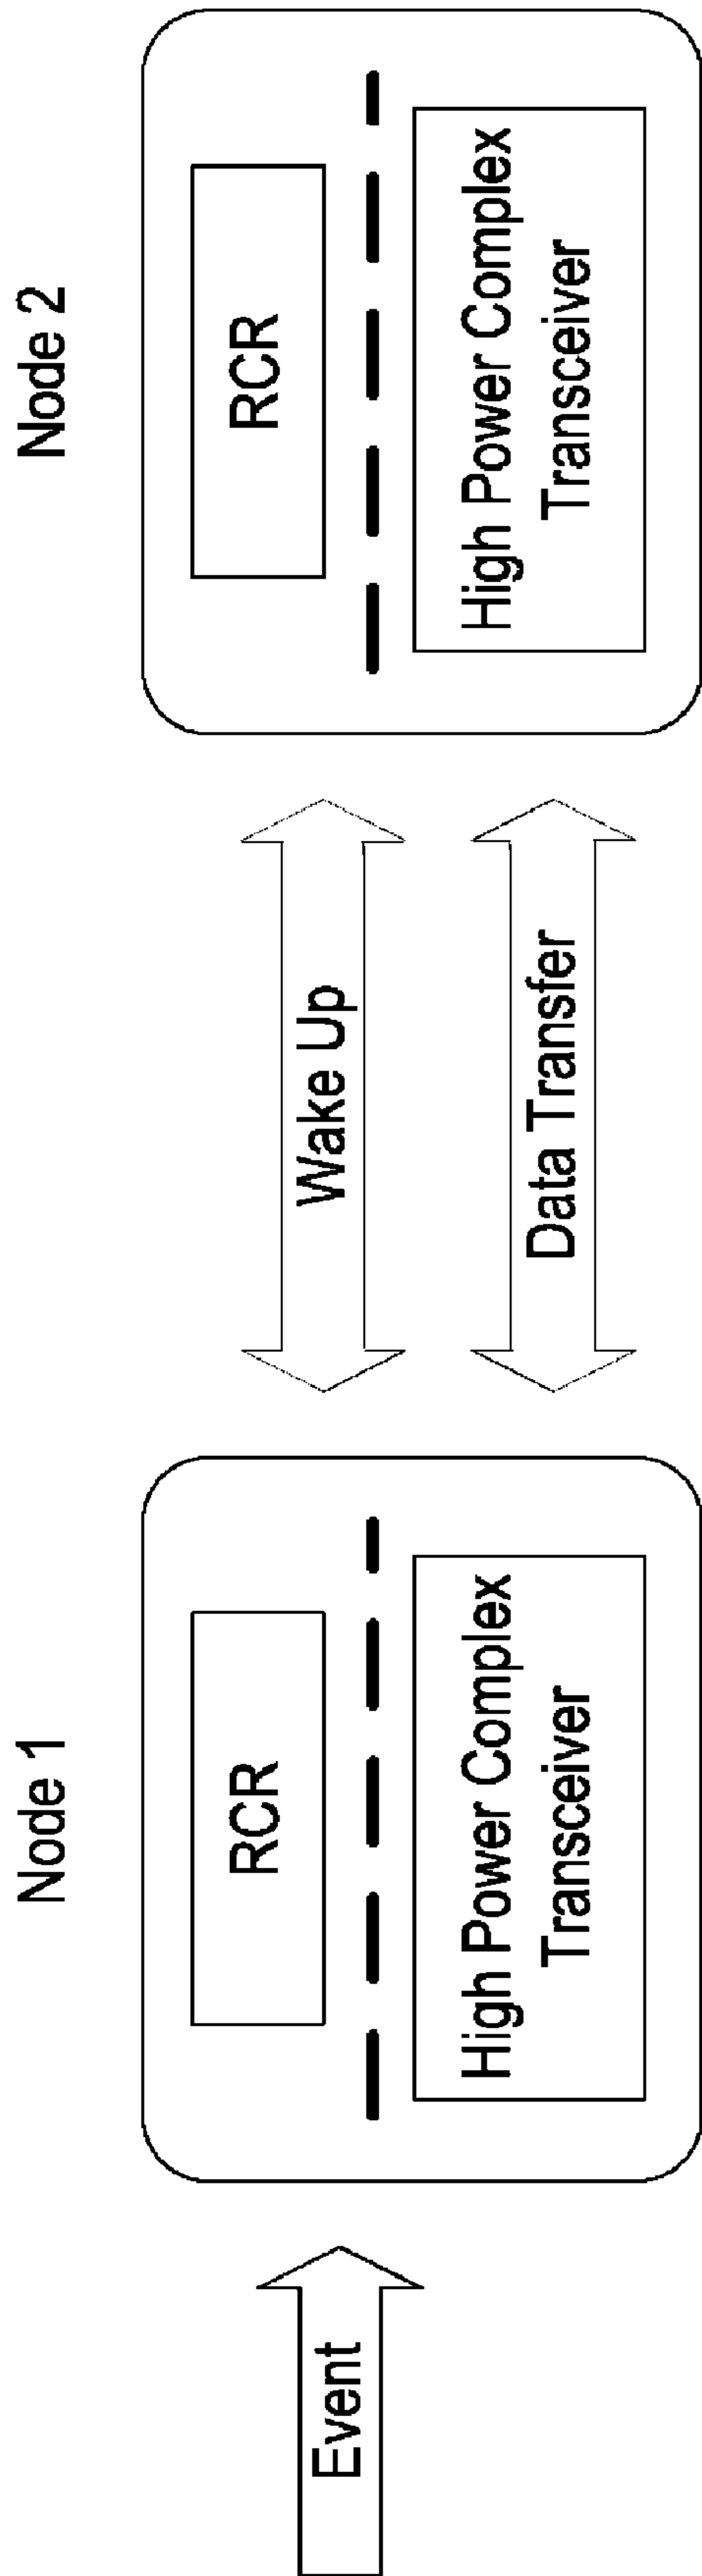 Node 1
Node 2
Event
RCR
High Power Complex
Transceiver
Wake Up
Data Transfer
RCR
High Power Complex
Transceiver